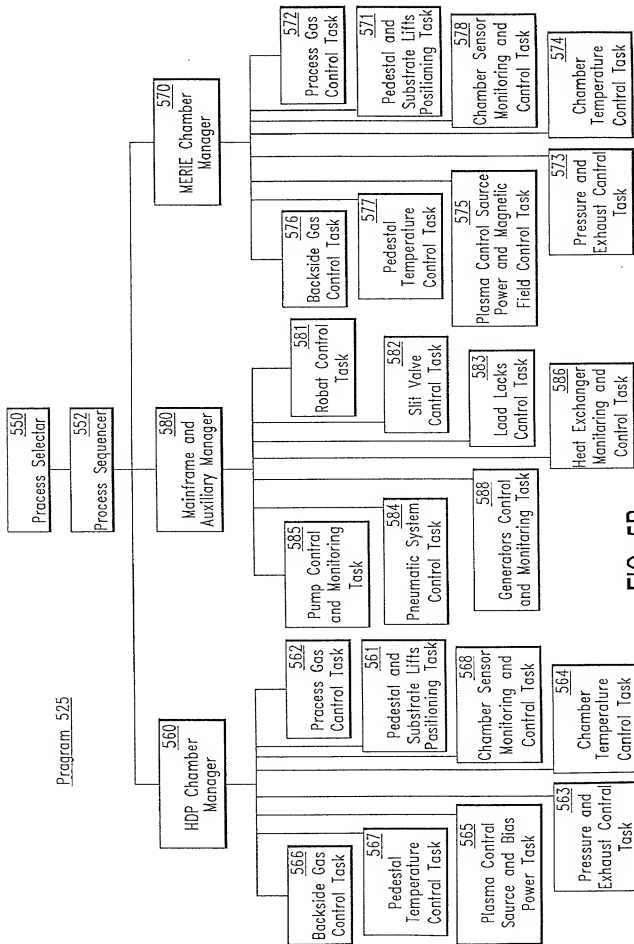 Program 525
550
Process Selector
552
Process Sequencer
560
HDP Chamber
Manager
580
Mainframe and
Auxiliary Manager
570
MERIE Chamber
Manager
566
Backside Gas
Control Task
562
Process Gas
Control Task
567
Pedestal
Temperature
Control Task
561
Pedestal and
Substrate Lifts
Positioning Task
565
Plasma Control
Source and Bias
Power Task
568
Chamber Sensor
Monitoring and
Control Task
563
Pressure and
Exhaust Control
Task
564
Chamber
Temperature
Control Task
585
Pump Control
and Monitoring
Task
581
Robot Control
Task
584
Pneumatic System
Control Task
582
Slit Valve
Control Task
588
Generators Control
and Monitoring Task
583
Load Locks
Control Task
586
Heat Exchanger
Monitoring and
Control Task
576
Backside Gas
Control Task
572
Process Gas
Control Task
577
Pedestal
Temperature
Control Task
571
Pedestal and
Substrate Lifts
Positioning Task
575
Plasma Control Source
Power and Magnetic
Field Control Task
578
Chamber Sensor
Monitoring and
Control Task
573
Pressure and
Exhaust Control
Task
574
Chamber
Temperature
Control Task
FIG. 5B